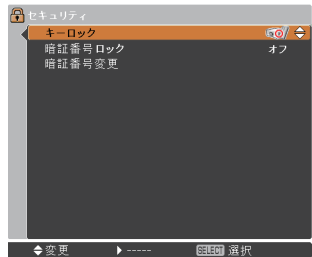 セキュリティ
キーロック
暗証番号ロック オフ
暗証番号変更
変更 ----- SELECT 選択